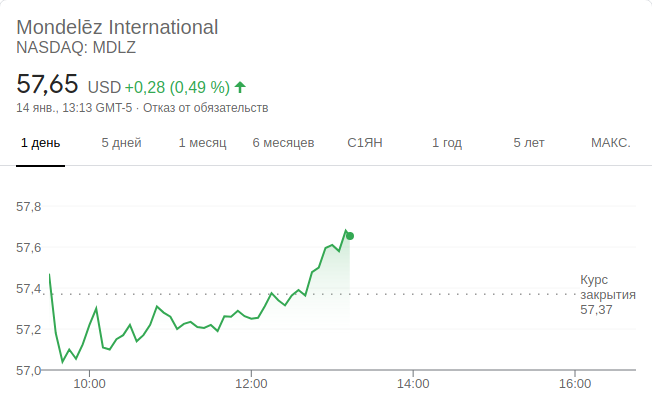 Mondelēz International
NASDAQ: MDLZ
57,65 USD +0,28 (0,49 %)
14 янв., 13:13 GMT-5 · Отказ от обязательств
1 день 5 дней 1 месяц 6 месяцев С1ЯН 1 год 5 лет МАКС.
57,8
57,6
57,4
57,2
57,0
Курс
закрытия
57,37
10:00 12:00 14:00 16:00